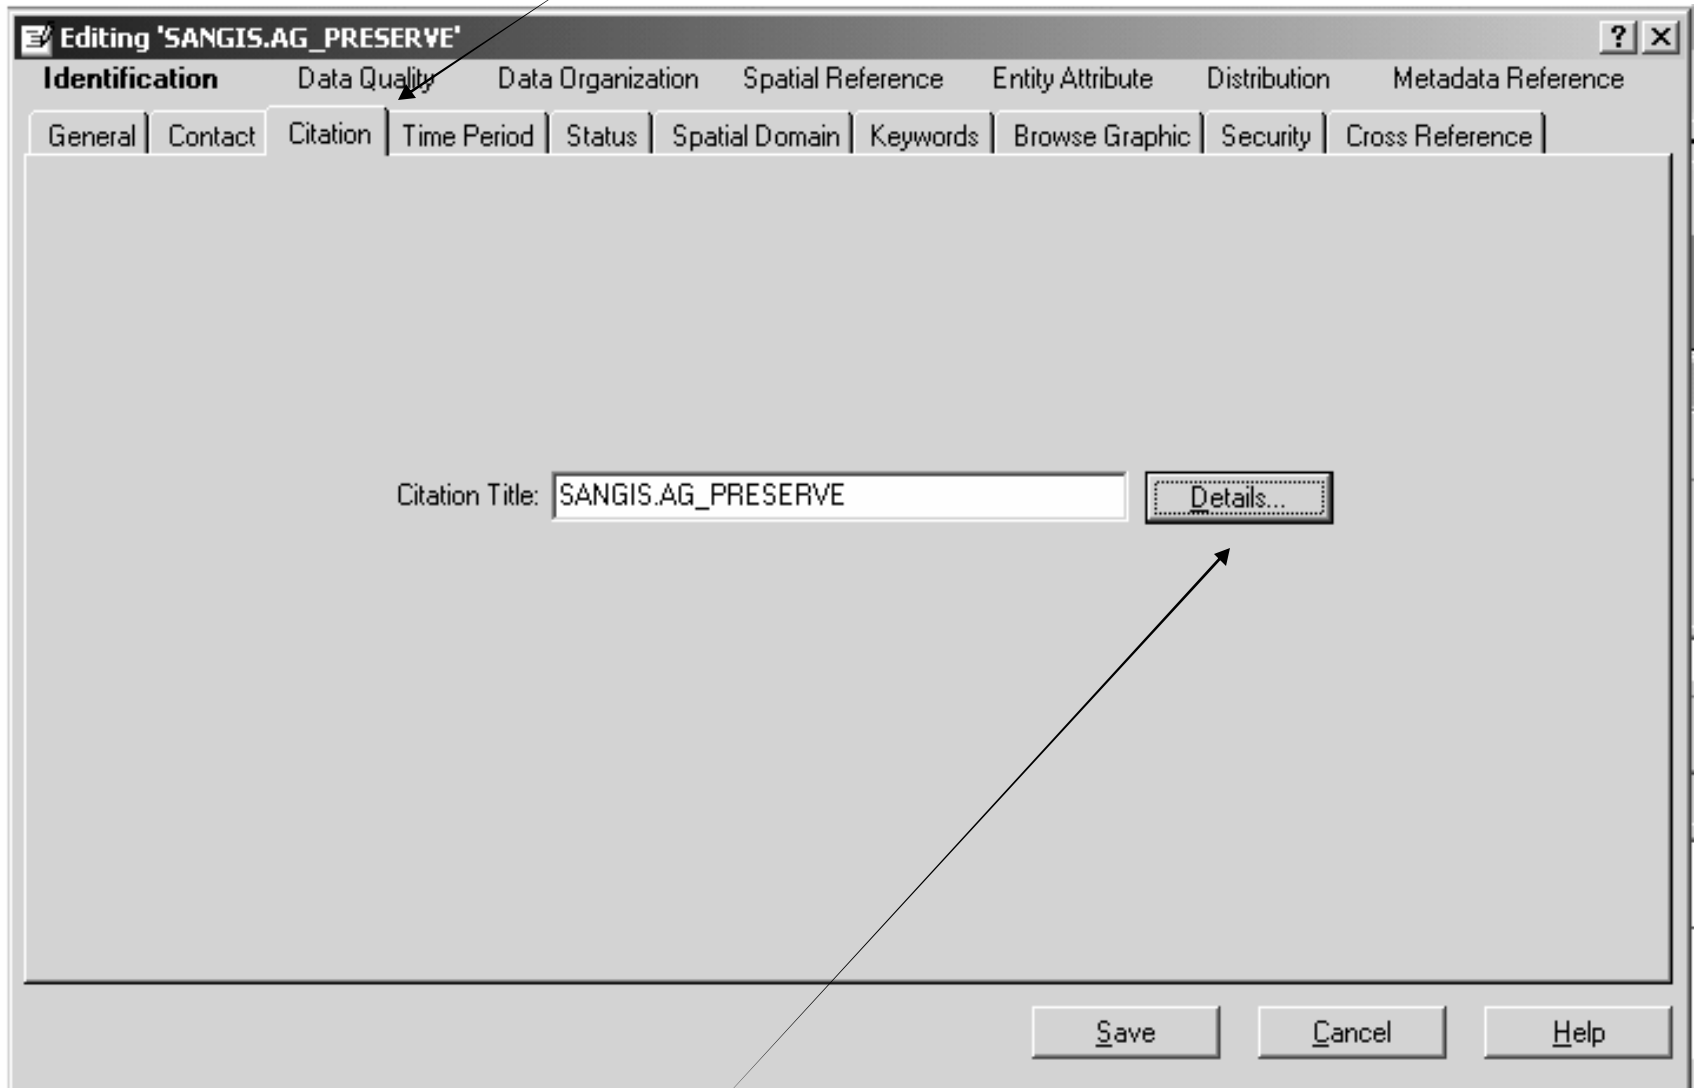 Editing 'SANGIS.AG_PRESERVE'
Identification Data Quality Data Organization Spatial Reference Entity Attribute Distribution Metadata Reference
General Contact Citation Time Period Status Spatial Domain Keywords Browse Graphic Security Cross Reference
Citation Title: SANGIS.AG_PRESERVE Details...
Save Cancel Help